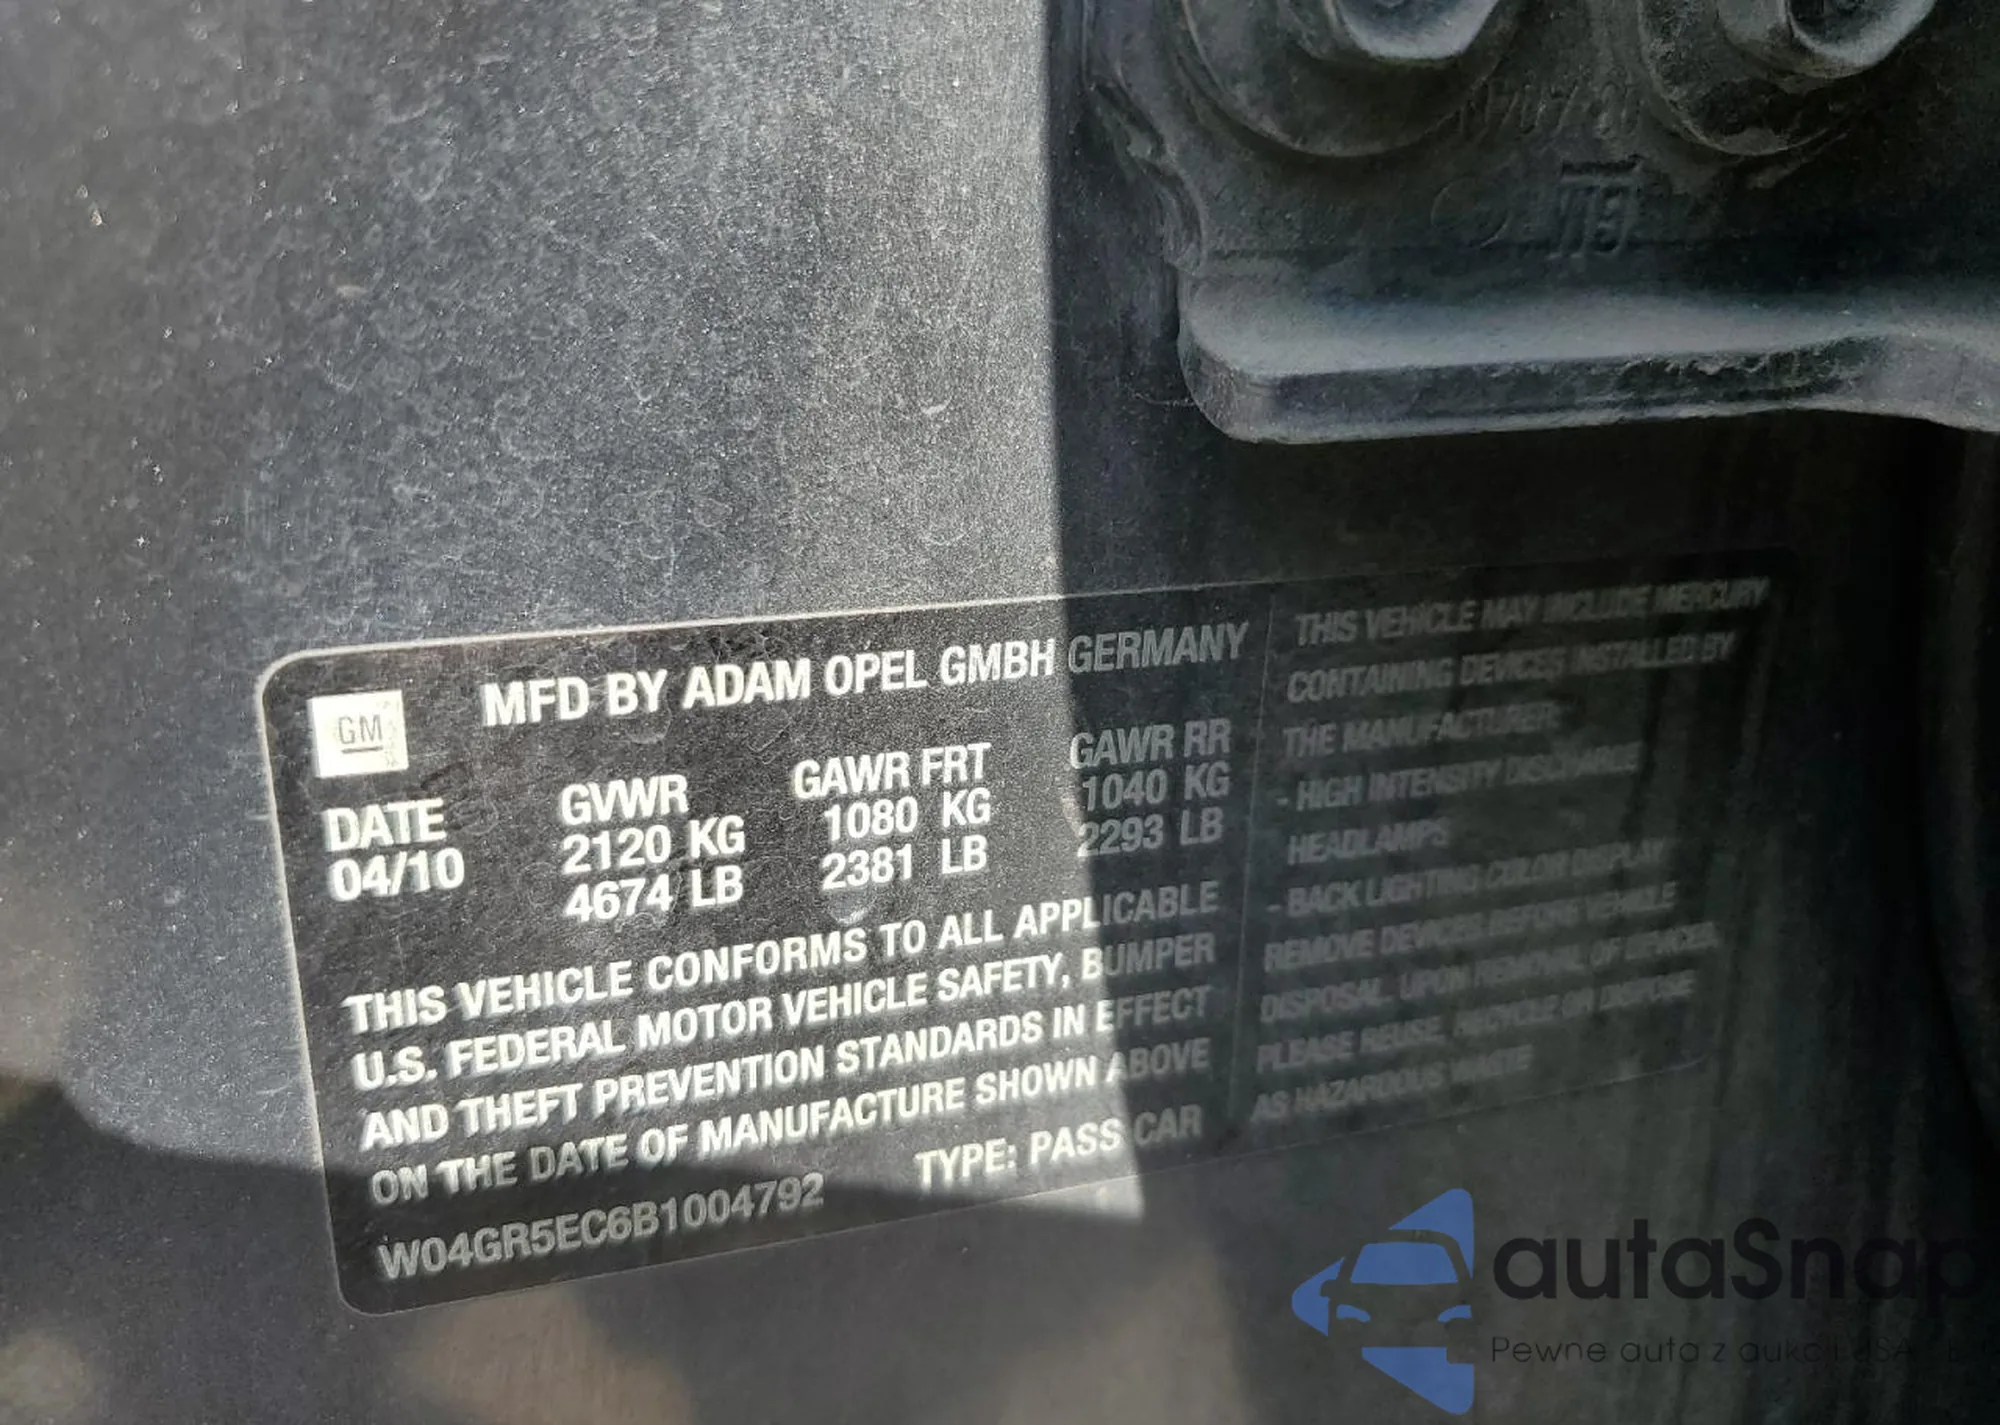 GM
MFD BY ADAM OPEL GMBH GERMANY
DATE
04/10
GVWR
2120 KG
4674 LB
GAWR FRT
1080 KG
2381 LB
GAWR RR
1040 KG
2293 LB
THIS VEHICLE CONFORMS TO ALL APPLICABLE
U.S. FEDERAL MOTOR VEHICLE SAFETY, BUMPER
AND THEFT PREVENTION STANDARDS IN EFFECT
ON THE DATE OF MANUFACTURE SHOWN ABOVE
W04GR5EC6B1004792 TYPE: PASS CAR
THIS VEHICLE MAY INCLUDE MERCURY
CONTAINING DEVICES INSTALLED BY
THE MANUFACTURER:
- HIGH INTENSITY DISCHARGE
HEADLAMPS
- BACK LIGHTING COLOR DISPLAY
REMOVE DEVICES BEFORE VEHICLE
DISPOSAL. UPON REMOVAL OF DEVICES,
PLEASE REUSE, RECYCLE OR DISPOSE
AS HAZARDOUS WASTE
autaSnap
Pewne auta z aukcji USA